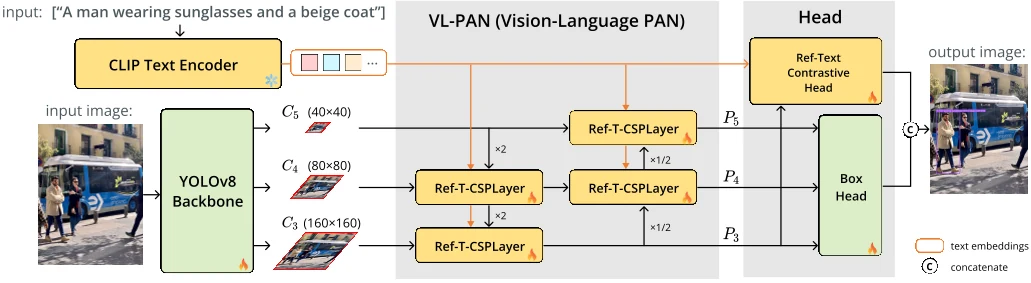 input: ["A man wearing sunglasses and a beige coat"]
CLIP Text Encoder
...
input image:
YOLOv8
Backbone
C5 (40×40)
C4 (80×80)
C3 (160×160)
VL-PAN (Vision-Language PAN)
Ref-T-CSPLayer
×2
×1/2
Ref-T-CSPLayer
Ref-T-CSPLayer
×2
×1/2
Ref-T-CSPLayer
P5
P4
P3
Head
Ref-Text
Contrastive
Head
Box
Head
C
output image:
text embeddings
C concatenate